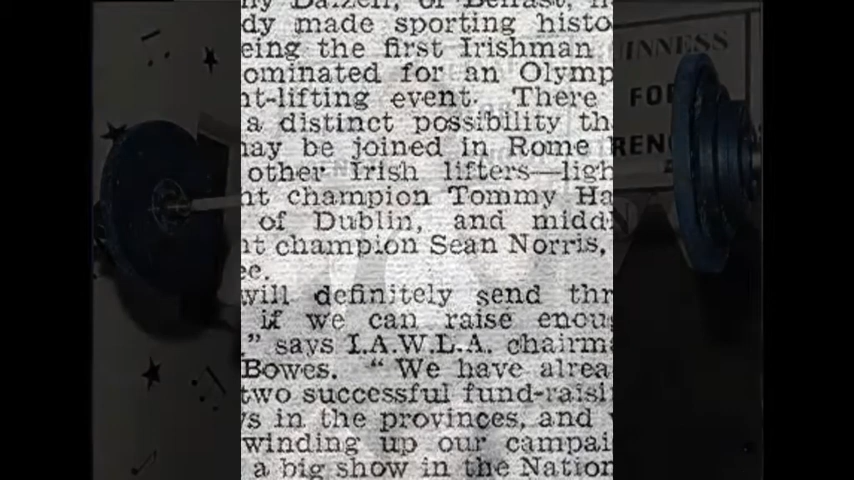 ny Dalzell, of Belfast, h
dy made sporting histo
eing the first Irishman
ominated for an Olymp
nt-lifting event. There
a distinct possibility th
may be joined in Rome
other Irish lifters—ligh
nt champion Tommy Ha
of Dublin, and midd
nt champion Sean Norris,
ee.
will definitely send thr
if we can raise enou
," says I.A.W.L.A. chairm
Bowes. "We have alrea
two successful fund-raisi
s in the provinces, and
winding up our campai
a big show in the Nation
INNESS
FOR
RENG